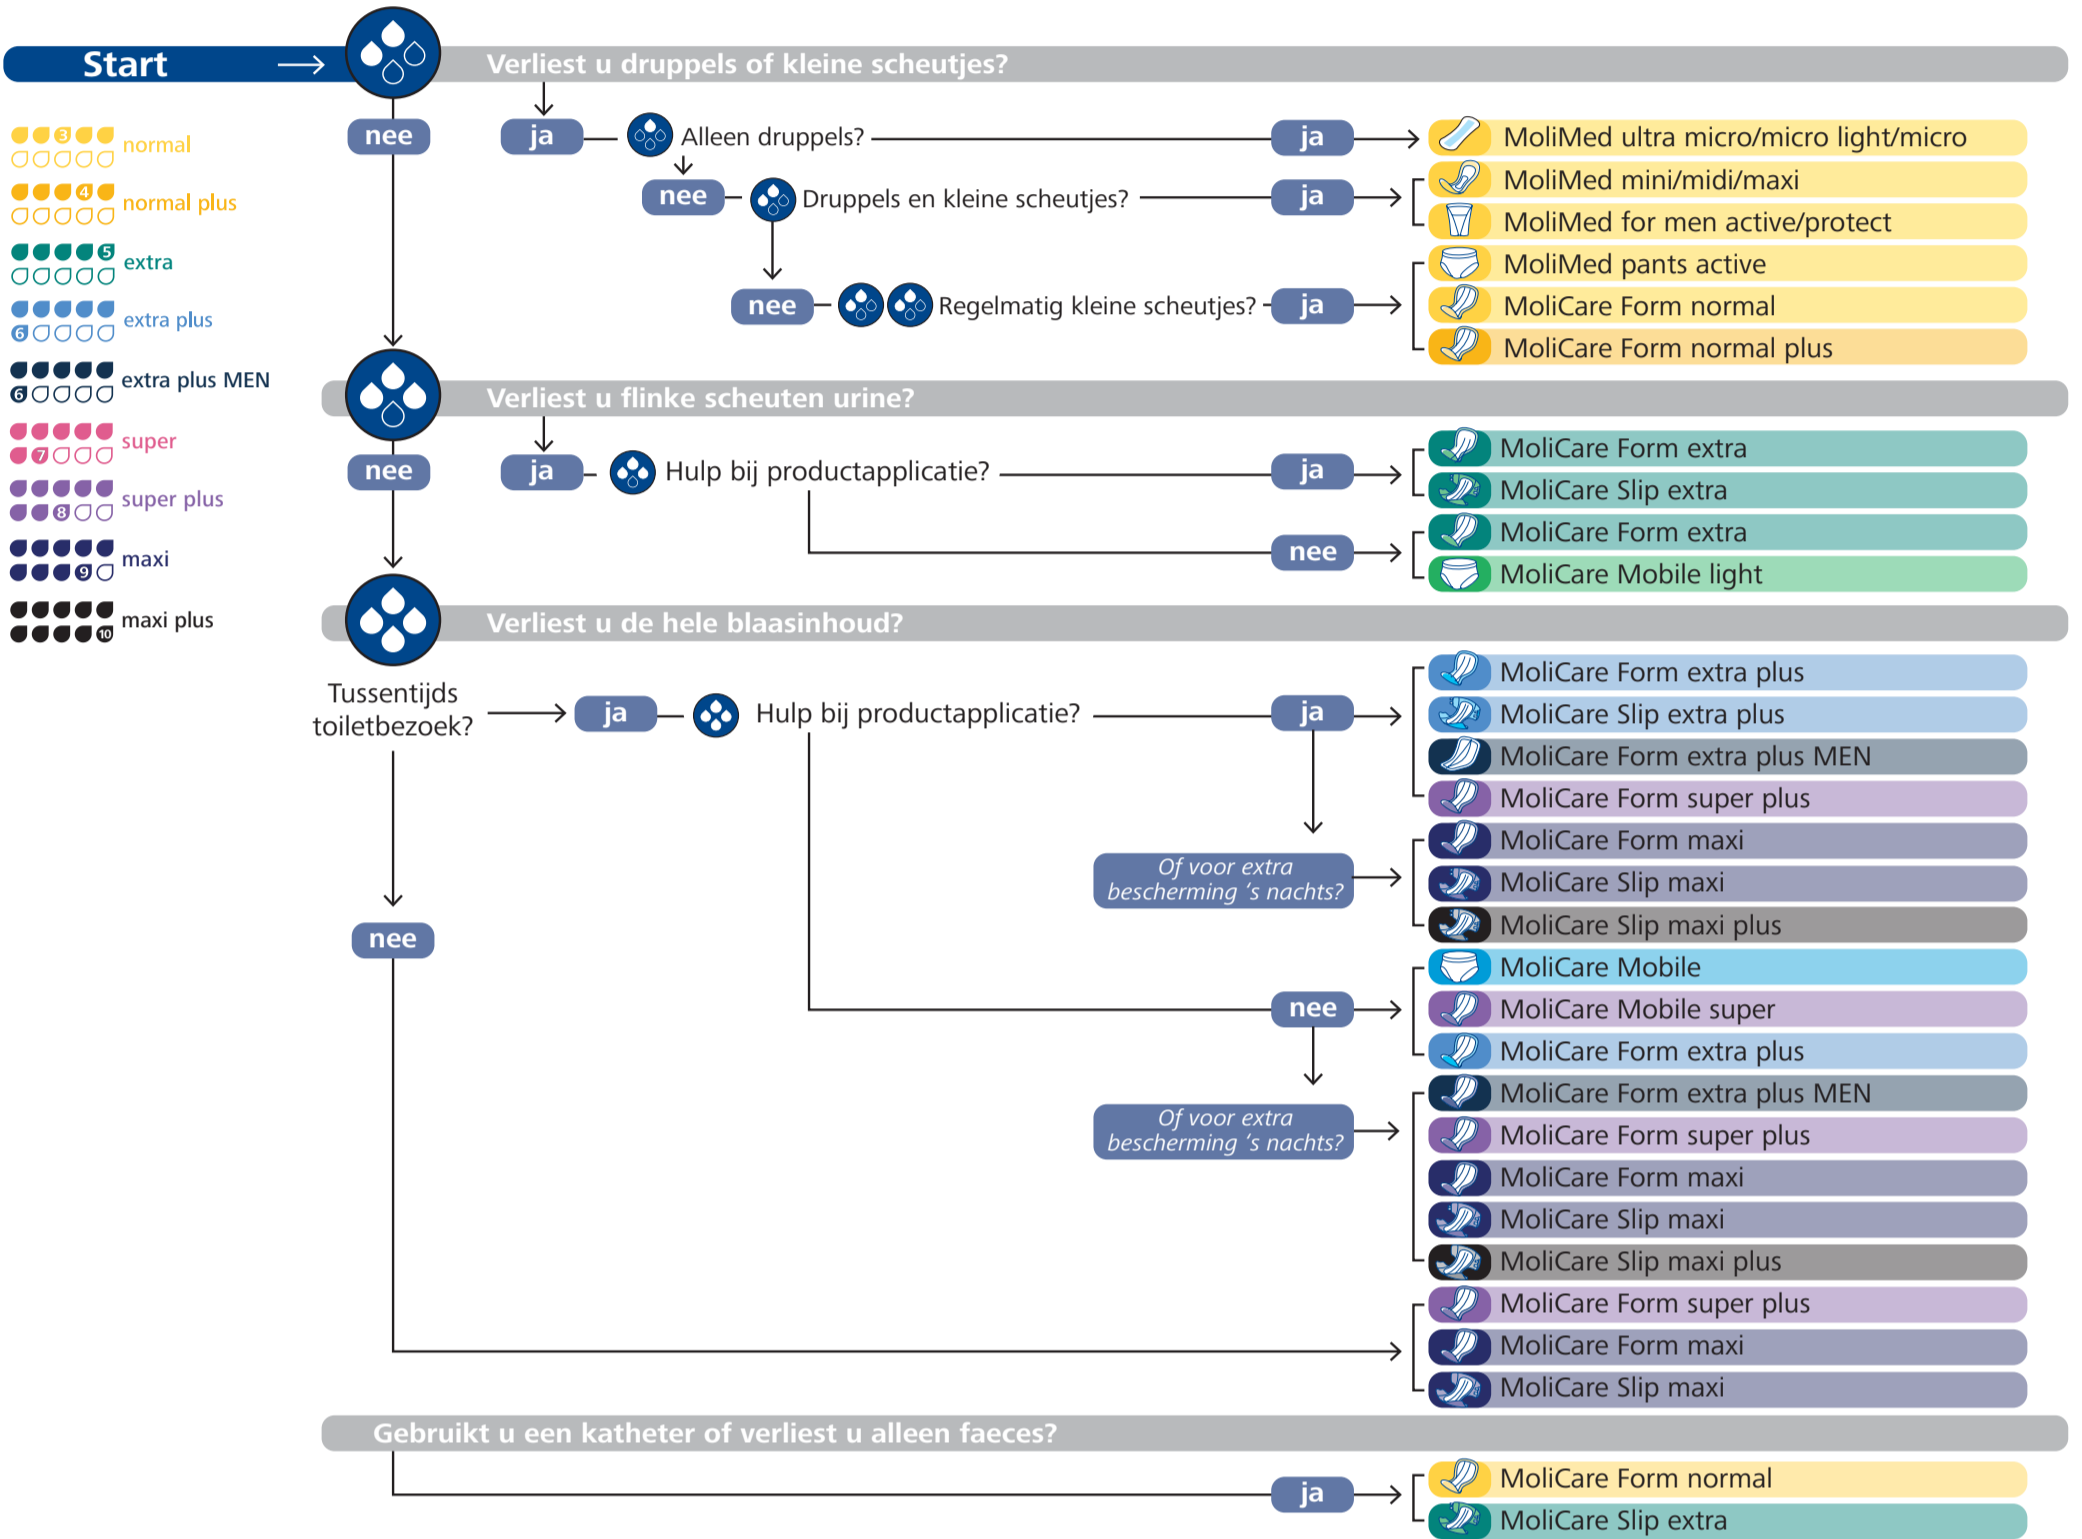 Start
Verliest u druppels of kleine scheutjes?
nee
ja
Alleen druppels?
ja
MoliMed ultra micro/micro light/micro
nee
Druppels en kleine scheutjes?
ja
MoliMed mini/midi/maxi
MoliMed for men active/protect
nee
Regelmatig kleine scheutjes?
ja
MoliMed pants active
MoliCare Form normal
MoliCare Form normal plus
3
normal
4
normal plus
5
extra
6
extra plus
6
extra plus MEN
7
super
8
super plus
9
maxi
10
maxi plus
Verliest u flinke scheuten urine?
nee
ja
Hulp bij productapplicatie?
ja
MoliCare Form extra
MoliCare Slip extra
nee
MoliCare Form extra
MoliCare Mobile light
Verliest u de hele blaasinhoud?
Tussentijds
toiletbezoek?
ja
Hulp bij productapplicatie?
ja
MoliCare Form extra plus
MoliCare Slip extra plus
MoliCare Form extra plus MEN
MoliCare Form super plus
Of voor extra
bescherming ‘s nachts?
MoliCare Form maxi
MoliCare Slip maxi
MoliCare Slip maxi plus
nee
nee
MoliCare Mobile
MoliCare Mobile super
MoliCare Form extra plus
Of voor extra
bescherming ‘s nachts?
MoliCare Form extra plus MEN
MoliCare Form super plus
MoliCare Form maxi
MoliCare Slip maxi
MoliCare Slip maxi plus
MoliCare Form super plus
MoliCare Form maxi
MoliCare Slip maxi
Gebruikt u een katheter of verliest u alleen faeces?
ja
MoliCare Form normal
MoliCare Slip extra